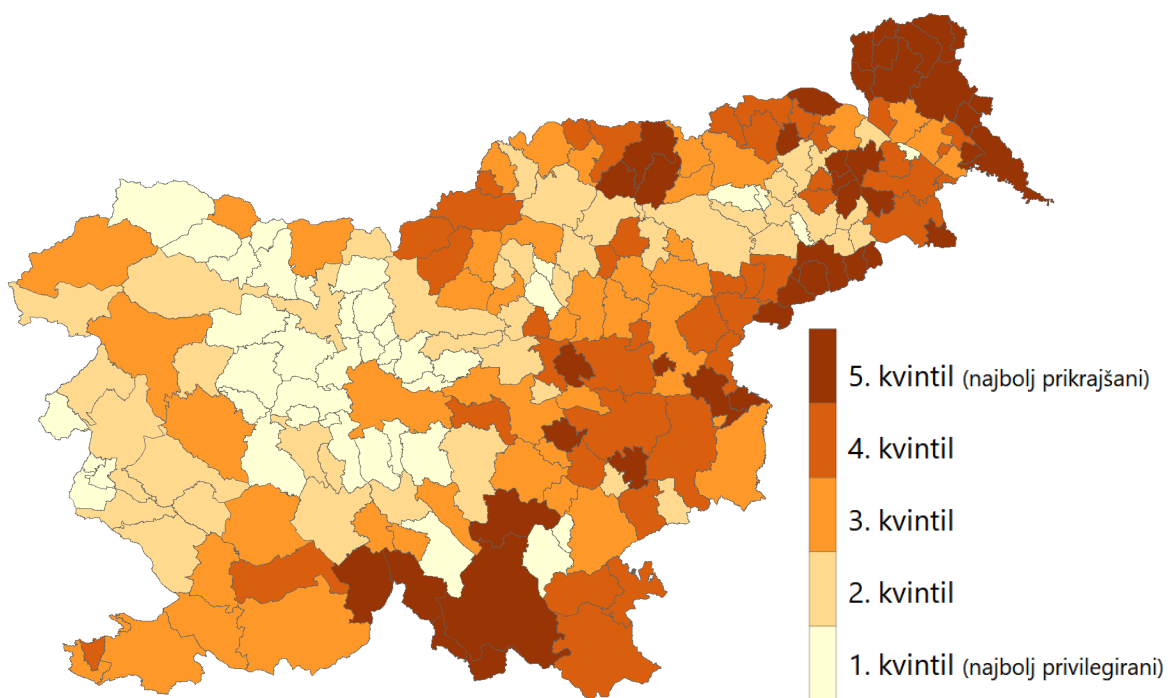 5. kvintil (najbolj prikrajšani)
4. kvintil
3. kvintil
2. kvintil
1. kvintil (najbolj privilegirani)